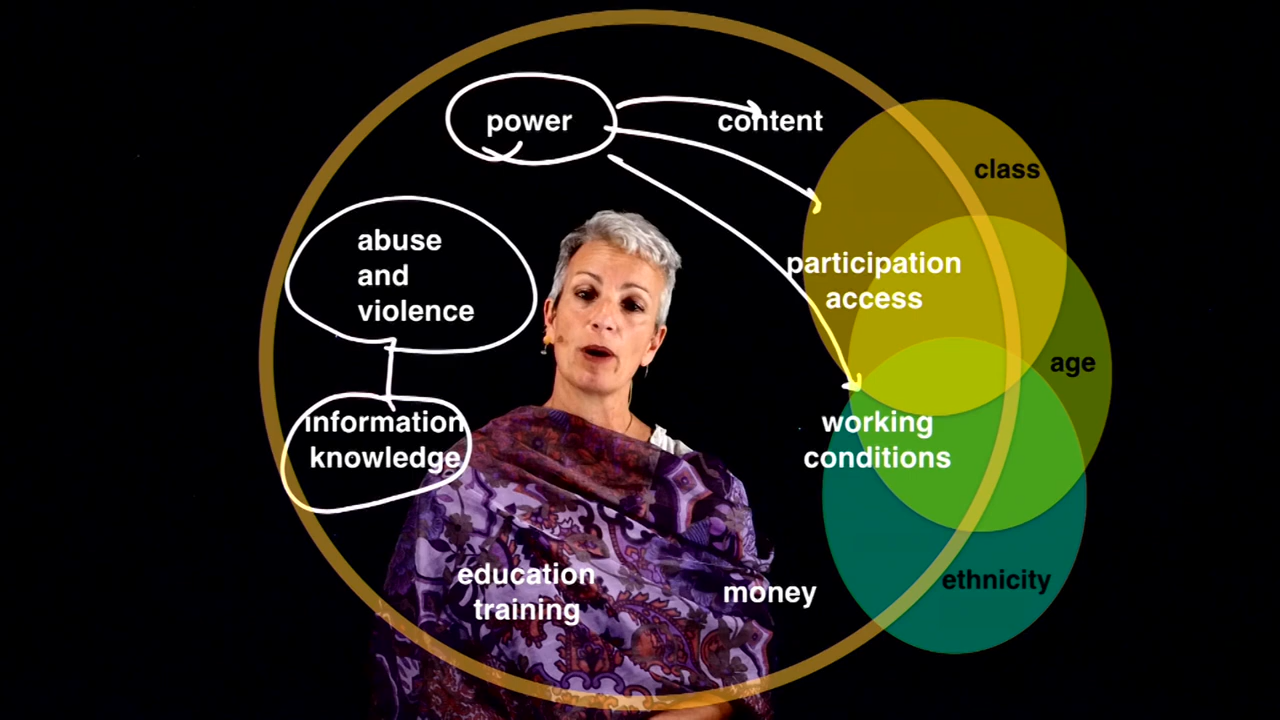 power
content
class
abuse
and
violence
participation
access
age
information
knowledge
working
conditions
education
training
money
ethnicity